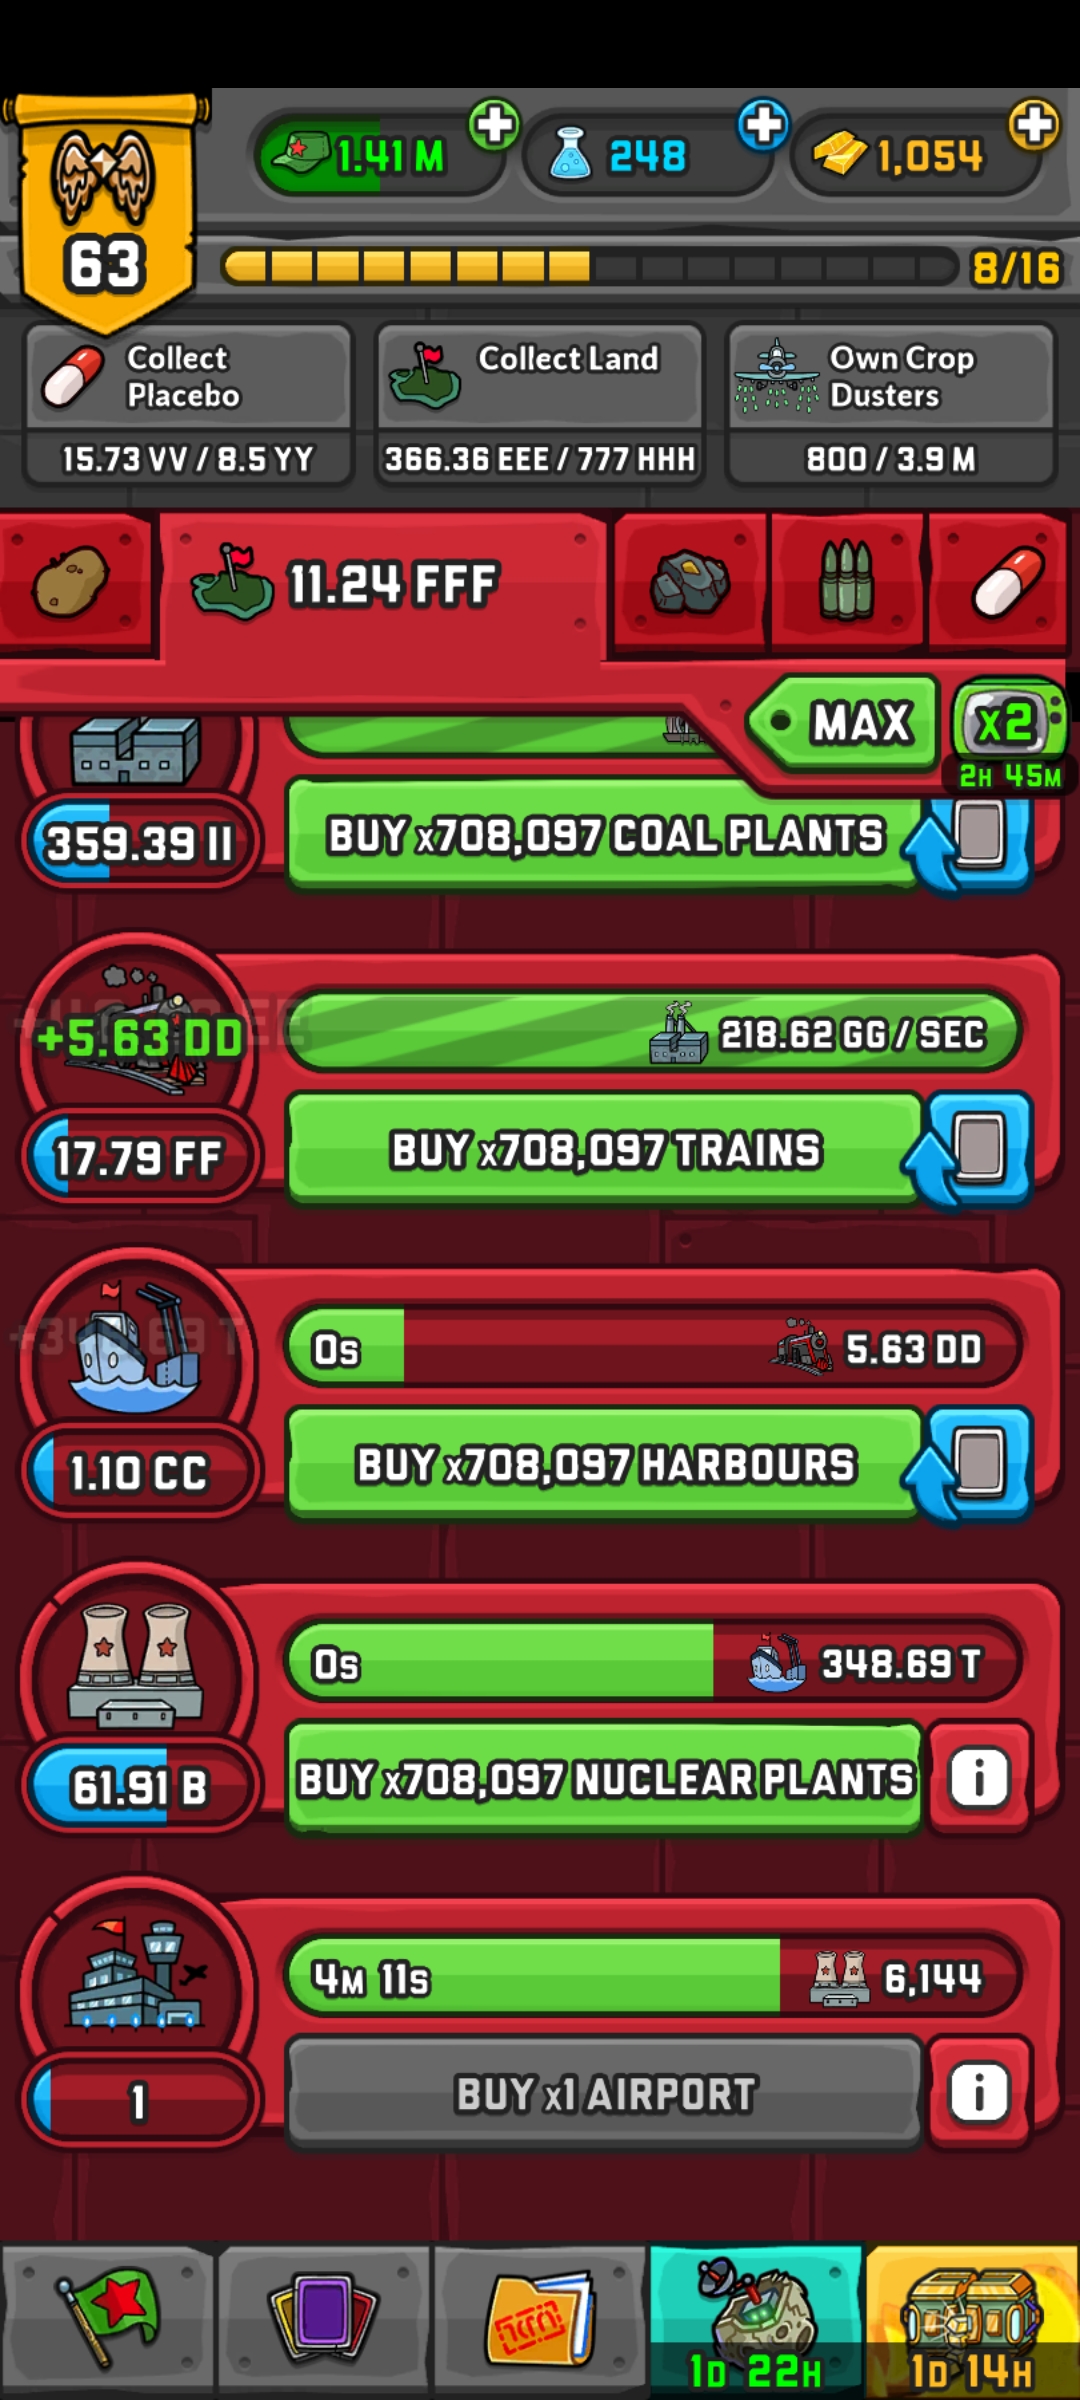 1.41 M
248
1,054
63
8/16
Collect
Placebo
15.73 VV / 8.5 YY
Collect Land
366.36 EEE / 777 HHH
Own Crop
Dusters
800 / 3.9 M
11.24 FFF
MAX
x2
2H 45M
359.39 II
BUY x708,097 COAL PLANTS
+5.63 DD
218.62 GG / SEC
17.79 FF
BUY x708,097 TRAINS
0s
5.63 DD
1.10 CC
BUY x708,097 HARBOURS
0s
348.69 T
61.91 B
BUY x708,097 NUCLEAR PLANTS
i
4M 11s
6,144
1
BUY x1 AIRPORT
i
1D 22H
1D 14H